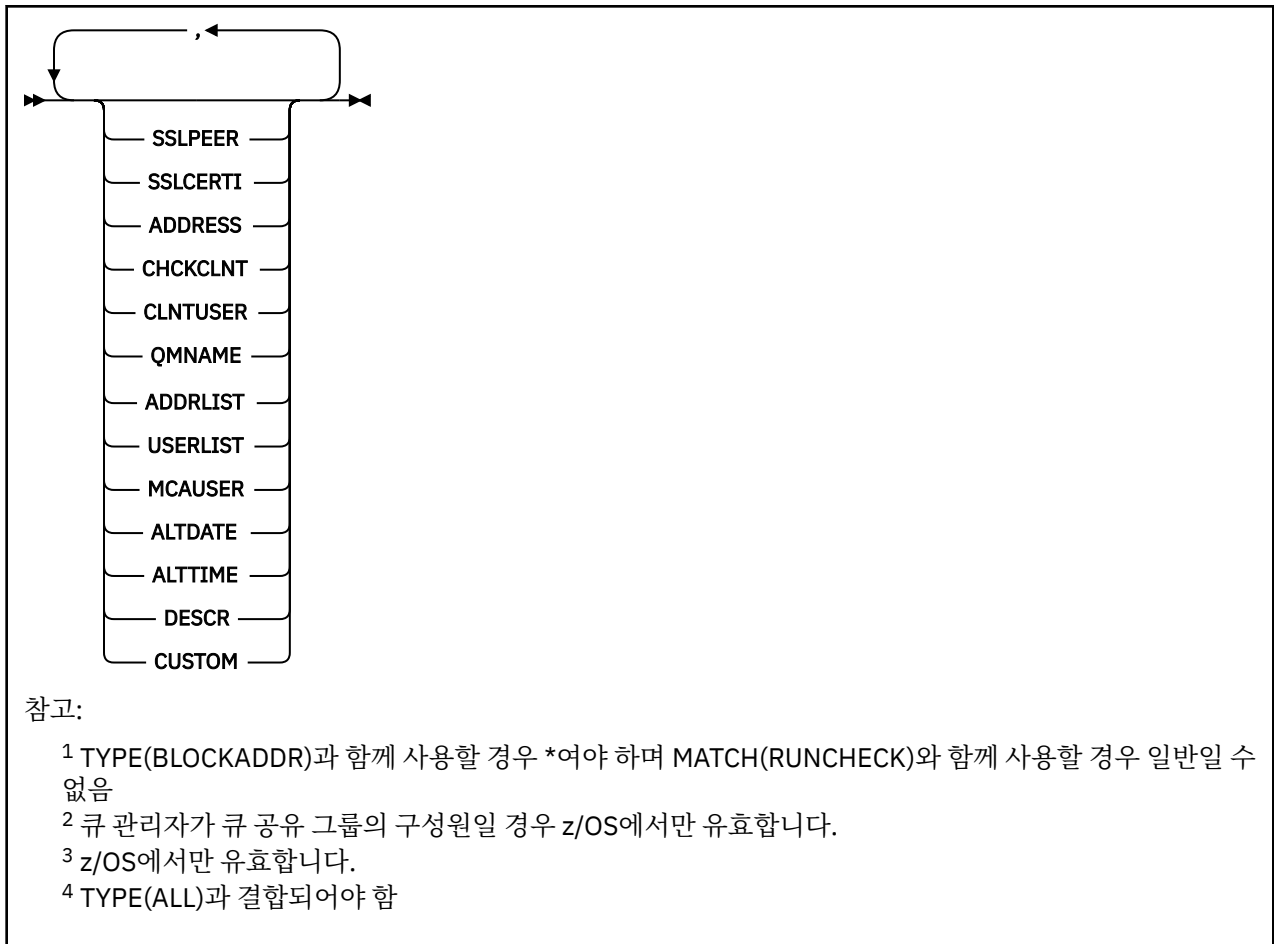 ,
SSLPEER
SSLCERTI
ADDRESS
CHCKCLNT
CLNTUSER
QMNAME
ADDRLIST
USERLIST
MCAUSER
ALTDATE
ALTTIME
DESCR
CUSTOM
참고:
1 TYPE(BLOCKADDR)과 함께 사용할 경우 *여야 하며 MATCH(RUNCHECK)와 함께 사용할 경우 일반일 수
없음
2 큐 관리자가 큐 공유 그룹의 구성원일 경우 z/OS에서만 유효합니다.
3 z/OS에서만 유효합니다.
4 TYPE(ALL)과 결합되어야 함